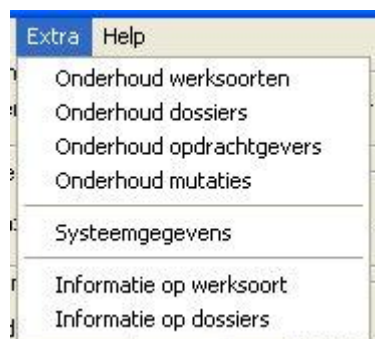 Extra Help
Onderhoud werksoorten
Onderhoud dossiers
Onderhoud opdrachtgevers
Onderhoud mutaties
Systeemgegevens
Informatie op werksoort
Informatie op dossiers